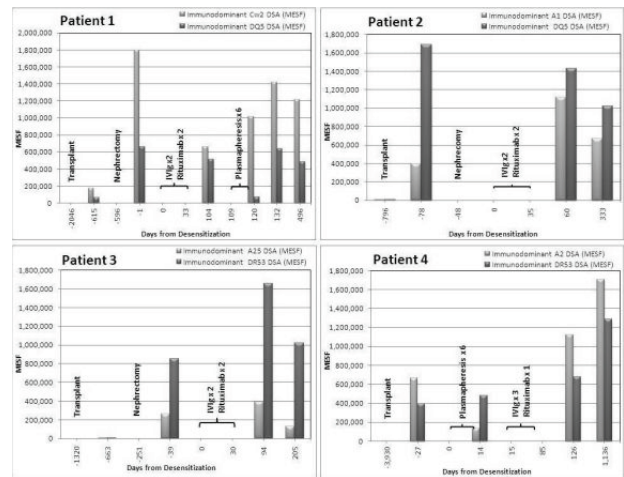 Patient 1
Immunodominant Cw2 DSA (MESF)
Immunodominant DQ5 DSA (MESF)
2,000,000
1,800,000
1,600,000
1,400,000
1,200,000
1,000,000
800,000
600,000
400,000
200,000
0
MESF
Transplant
Nephrectomy
IVIg x2
Rituximab x 2
Plasmapheresis x 6
-2046
-615
-596
-1
0
33
104
109
120
132
496
Days from Desensitization
Patient 2
Immunodominant A1 DSA (MESF)
Immunodominant DQ5 DSA (MESF)
1,800,000
1,600,000
1,400,000
1,200,000
1,000,000
800,000
600,000
400,000
200,000
0
MESF
Transplant
Nephrecomy
IVIg x2
Rituximab x 2
-796
-78
-48
0
35
60
333
Days from Desensitization
Patient 3
Immunodominant A25 DSA (MESF)
Immunodominant DR53 DSA (MESF)
1,800,000
1,600,000
1,400,000
1,200,000
1,000,000
800,000
600,000
400,000
200,000
0
MESF
Transplant
Nephrectomy
IVIg x 2
Rituximab x 2
-1320
-663
-251
-39
0
30
94
205
Days from Desensitization
Patient 4
Immunodominant A2 DSA (MESF)
Immunodominant DR53 DSA (MESF)
1,800,000
1,600,000
1,400,000
1,200,000
1,000,000
800,000
600,000
400,000
200,000
0
MESF
Transplant
Plasmapheresis x 6
IVIg x 3
Rituximab x 1
-3,930
-27
0
14
15
85
126
1,136
Days from Desensitization